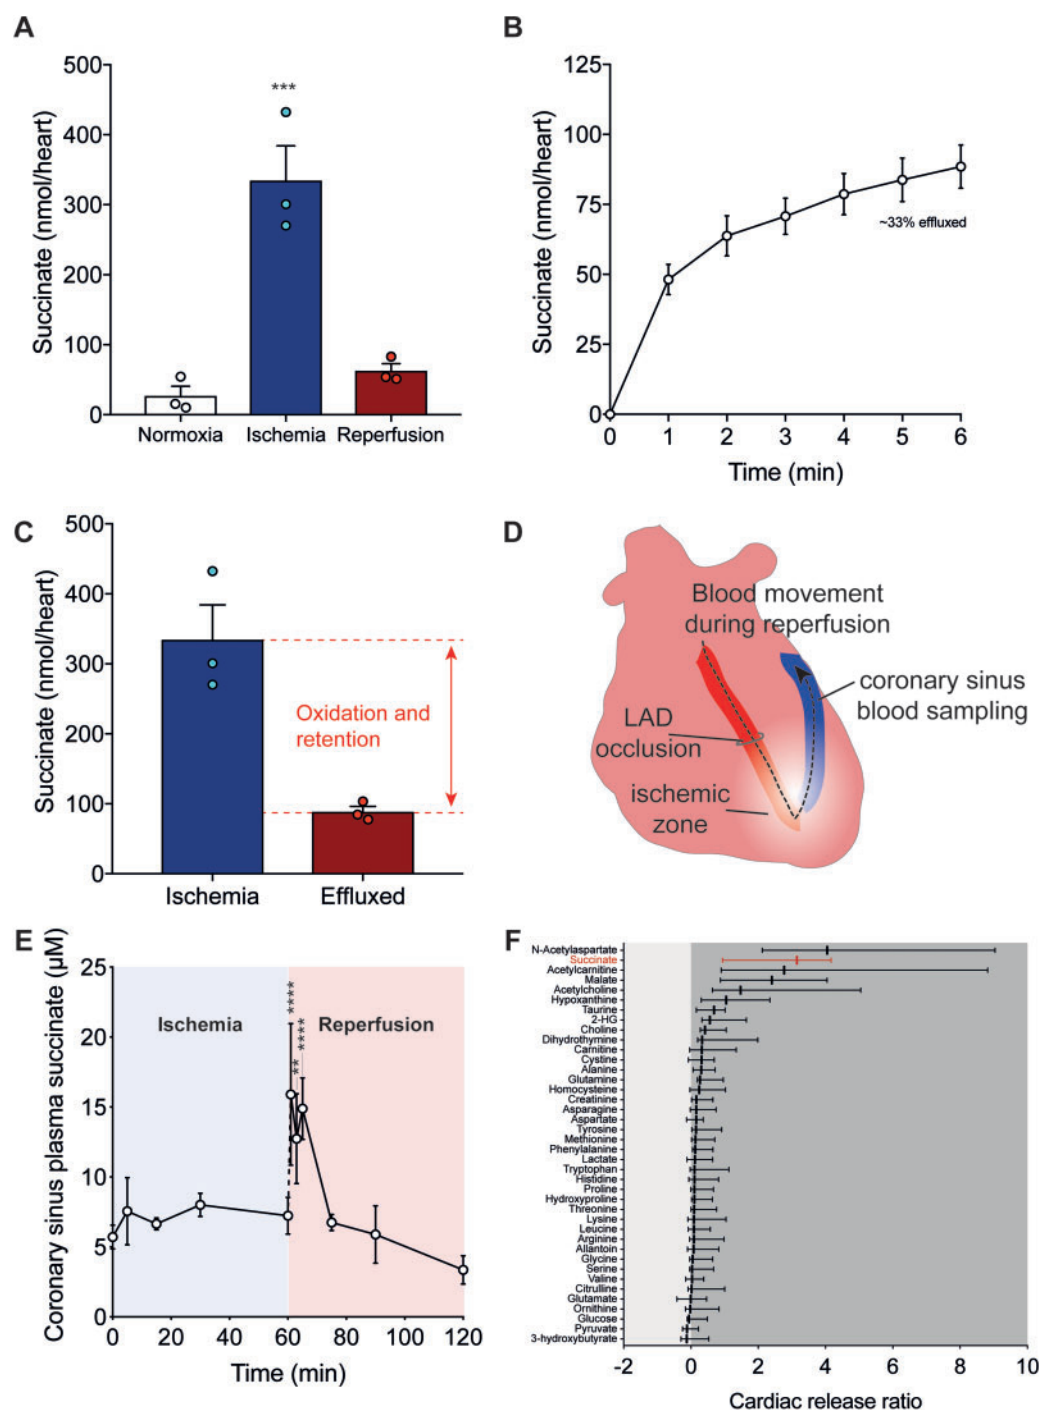 A
Succinate (nmol/heart)
500
400
300
200
100
0
***
Normoxia
Ischemia
Reperfusion
B
Succinate (nmol/heart)
125
100
75
50
25
0
~33% effluxed
0 1 2 3 4 5 6
Time (min)
C
Succinate (nmol/heart)
500
400
300
200
100
0
Oxidation and
retention
Ischemia
Effluxed
D
Blood movement
during reperfusion
coronary sinus
blood sampling
LAD
occlusion
ischemic
zone
E
Coronary sinus plasma succinate (µM)
25
20
15
10
5
0
Ischemia
****
**
****
Reperfusion
0 20 40 60 80 100 120
Time (min)
F
N-Acetylaspartate
Succinate
Acetylcarnitine
Malate
Acetylcholine
Hypoxanthine
Taurine
2-HG
Choline
Dihydrothymine
Carnitine
Cystine
Alanine
Glutamine
Homocysteine
Creatinine
Asparagine
Aspartate
Tyrosine
Methionine
Phenylalanine
Lactate
Tryptophan
Histidine
Proline
Hydroxyproline
Threonine
Lysine
Leucine
Arginine
Allantoin
Glycine
Serine
Valine
Citrulline
Glutamate
Ornithine
Glucose
Pyruvate
3-hydroxybutyrate
-2 0 2 4 6 8 10
Cardiac release ratio